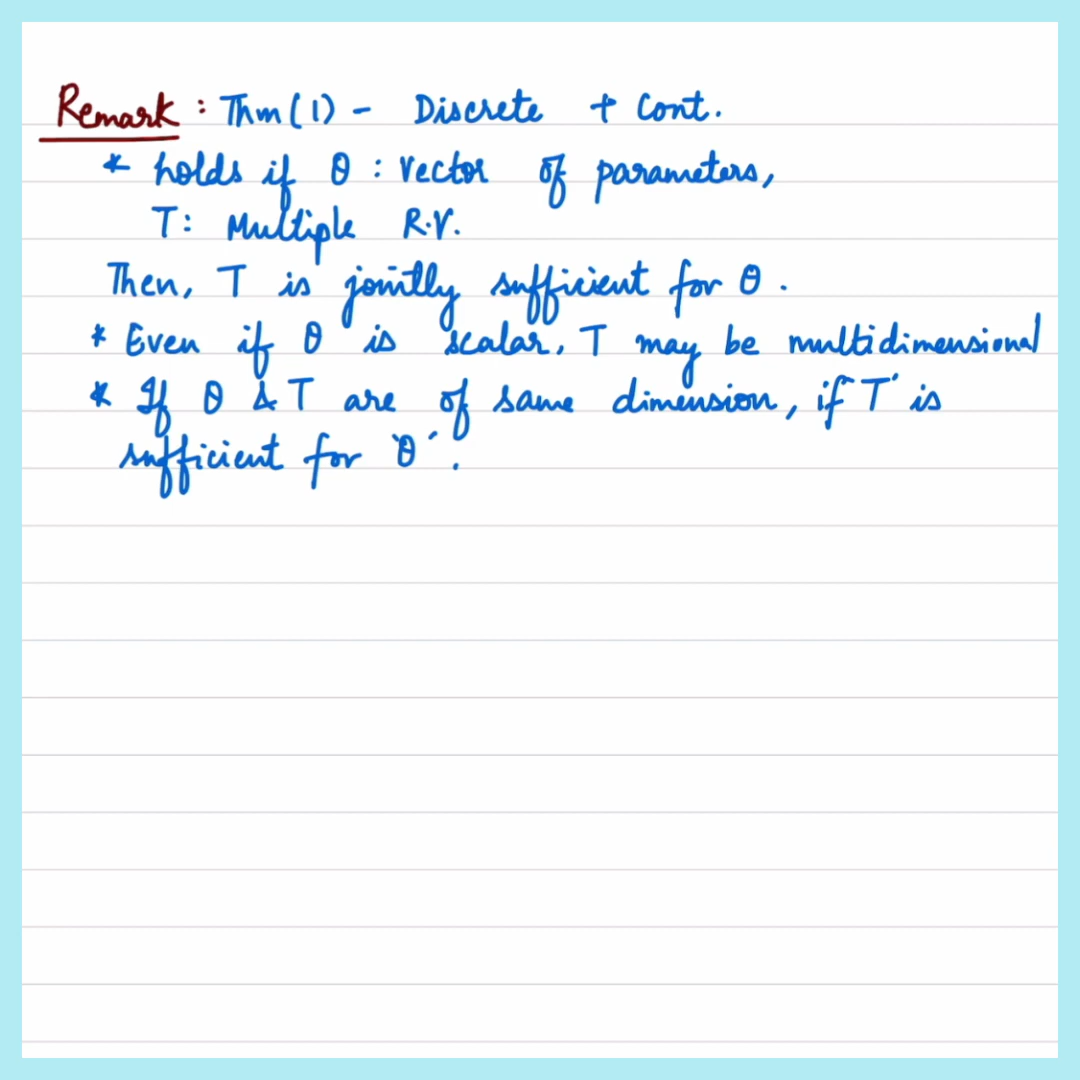 Remark : Thm (1) - Discrete + Cont.
* holds if θ : vector of parameters,
T: Multiple R.V.
Then, T is jointly sufficient for θ .
* Even if θ is scalar, T may be multidimensional
* If θ & T are of same dimension, if T' is
sufficient for 'θ' .